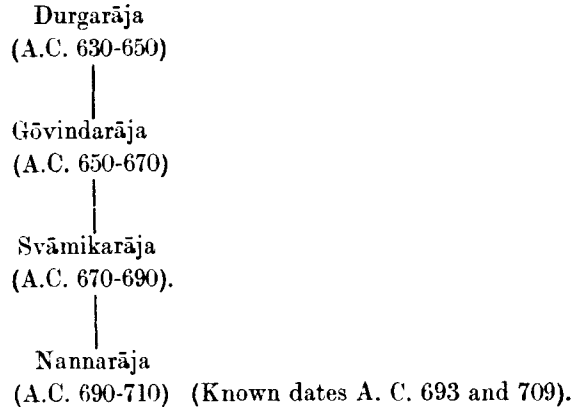 Durgarāja
(A.C. 630-650)
Gōvindarāja
(A.C. 650-670)
Svāmikarāja
(A.C. 670-690).
Nannarāja
(A.C. 690-710) (Known dates A. C. 693 and 709).